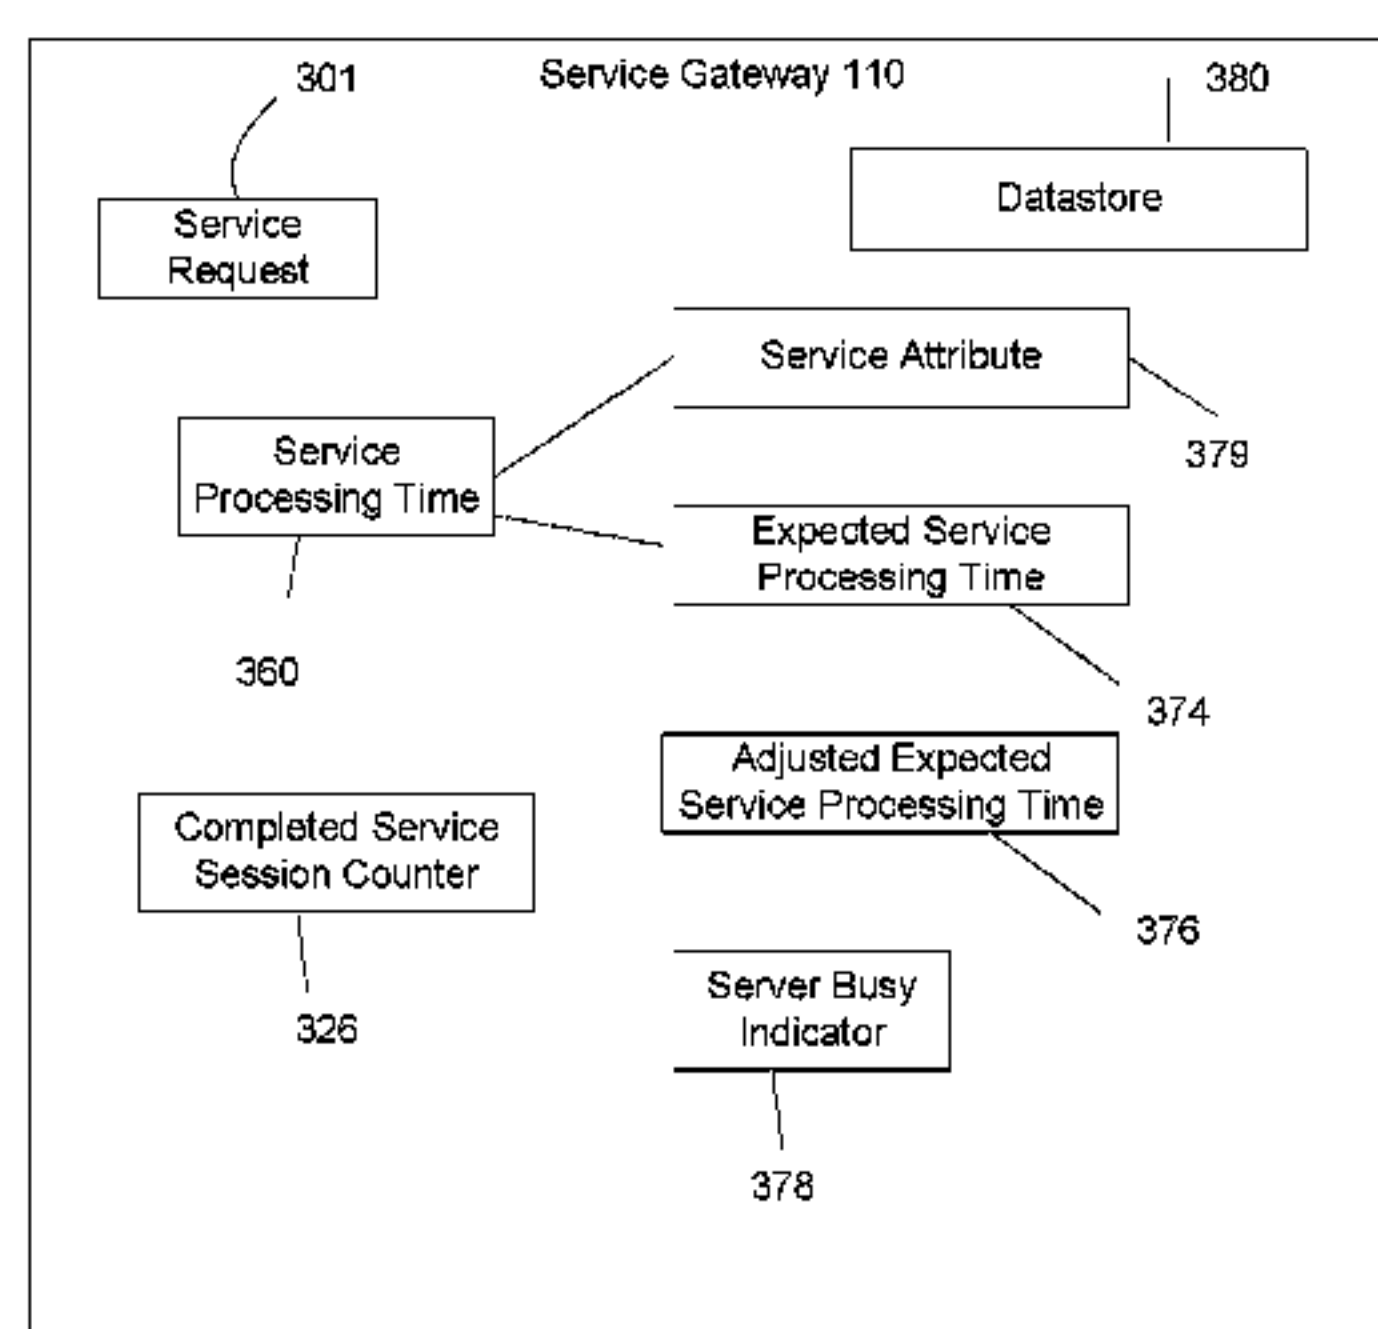 301
Service Gateway 110
380
Service
Request
Datastore
Service Attribute
379
Service
Processing Time
360
Expected Service
Processing Time
374
Adjusted Expected
Service Processing Time
376
Completed Service
Session Counter
326
Server Busy
Indicator
378